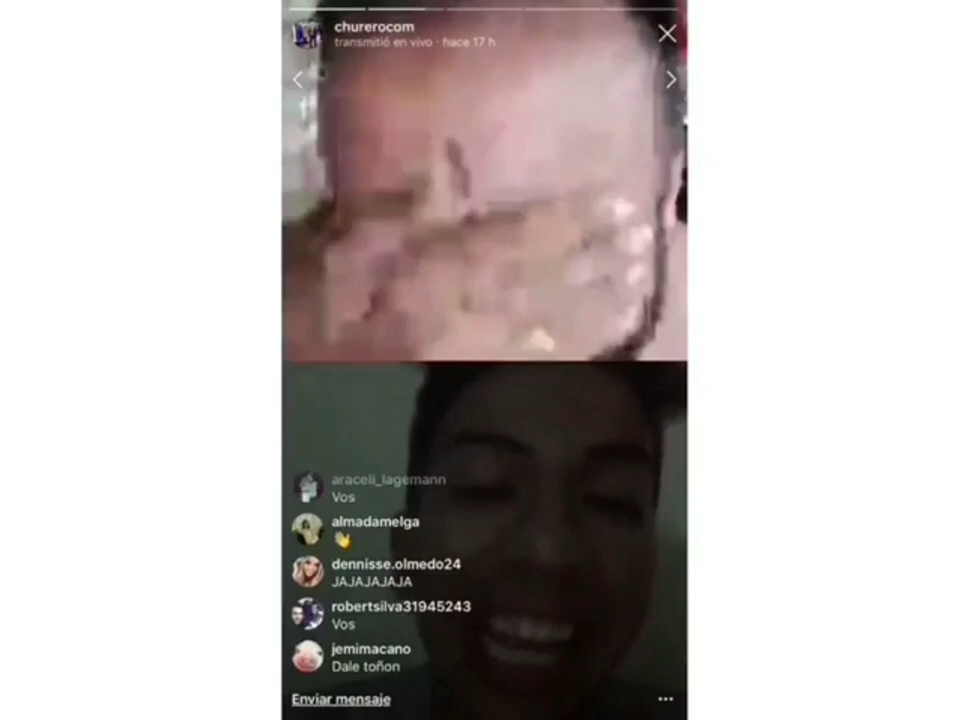 churerocom
transmitió en vivo · hace 17 h
araceli_lagemann
Vos
almadamelga
👋
dennisse.olmedo24
JAJAJAJAJA
robertsilva31945243
Vos
jemimacano
Dale toñon
Enviar mensaje